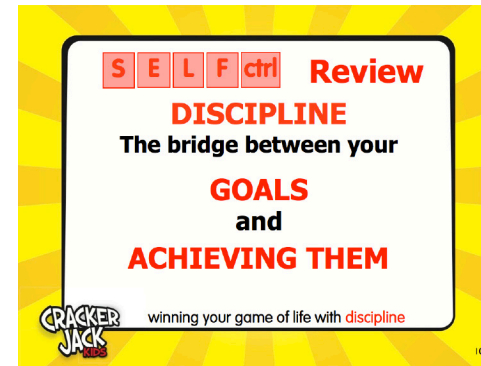 S E L F ctrl Review
DISCIPLINE
The bridge between your
GOALS
and
ACHIEVING THEM
winning your game of life with discipline
CRACKER
JACK
KIDS